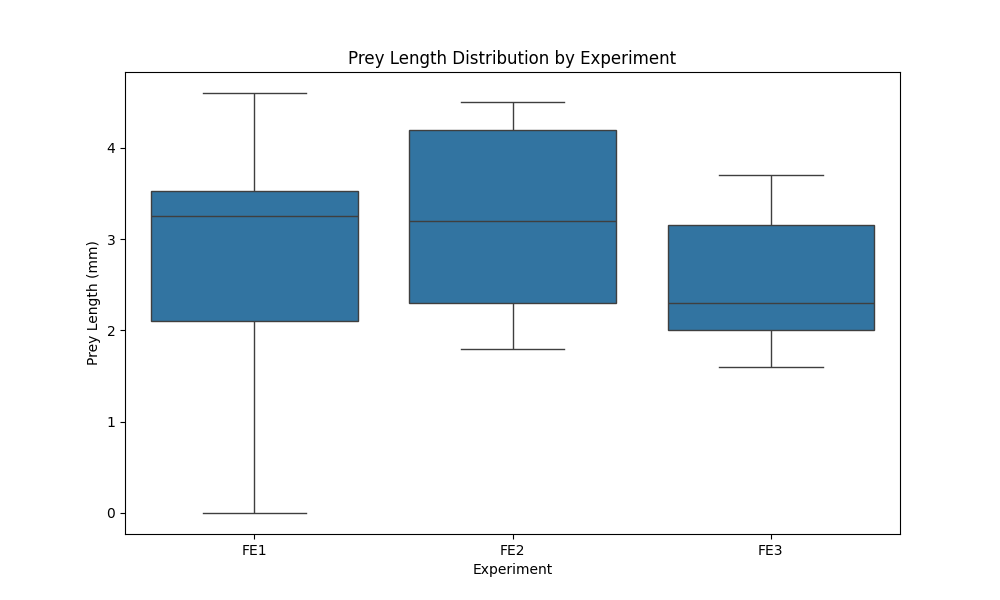 Prey Length Distribution by Experiment
Prey Length (mm)
4
3
2
1
0
FE1
FE2
FE3
Experiment